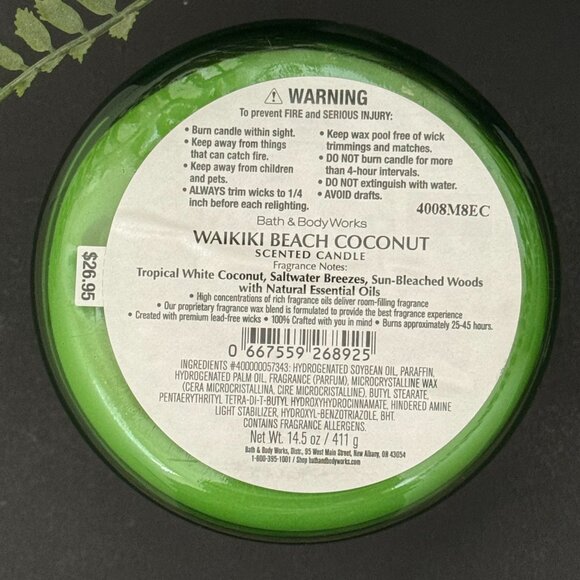 ⚠ WARNING
To prevent FIRE and SERIOUS INJURY:
• Burn candle within sight.
• Keep away from things
that can catch fire.
• Keep away from children
and pets.
• ALWAYS trim wicks to 1/4
inch before each relighting.
• Keep wax pool free of wick
trimmings and matches.
• DO NOT burn candle for more
than 4-hour intervals.
• DO NOT extinguish with water.
• AVOID drafts.
4008M8EC
Bath & Body Works
WAIKIKI BEACH COCONUT
SCENTED CANDLE
Fragrance Notes:
Tropical White Coconut, Saltwater Breezes, Sun-Bleached Woods
with Natural Essential Oils
• High concentrations of rich fragrance oils deliver room-filling fragrance
• Our proprietary fragrance wax blend is formulated to provide the best fragrance experience
• Created with premium lead-free wicks • 100% Crafted with you in mind • Burns approximately 25-45 hours.
$26.95
0 667559 268925
INGREDIENTS #400000057343: HYDROGENATED SOYBEAN OIL, PARAFFIN,
HYDROGENATED PALM OIL, FRAGRANCE (PARFUM), MICROCRYSTALLINE WAX
(CERA MICROCRISTALLINA, CIRE MICROCRISTALLINE), BUTYL STEARATE,
PENTAERYTHRITYL TETRA-DI-T-BUTYL HYDROXYHYDROCINNAMATE, HINDERED AMINE
LIGHT STABILIZER, HYDROXYL-BENZOTRIAZOLE, BHT.
CONTAINS FRAGRANCE ALLERGENS.
Net Wt. 14.5 oz / 411 g
Bath & Body Works, Distr., 95 West Main Street, New Albany, OH 43054
1-800-395-1001 / Shop bathandbodyworks.com